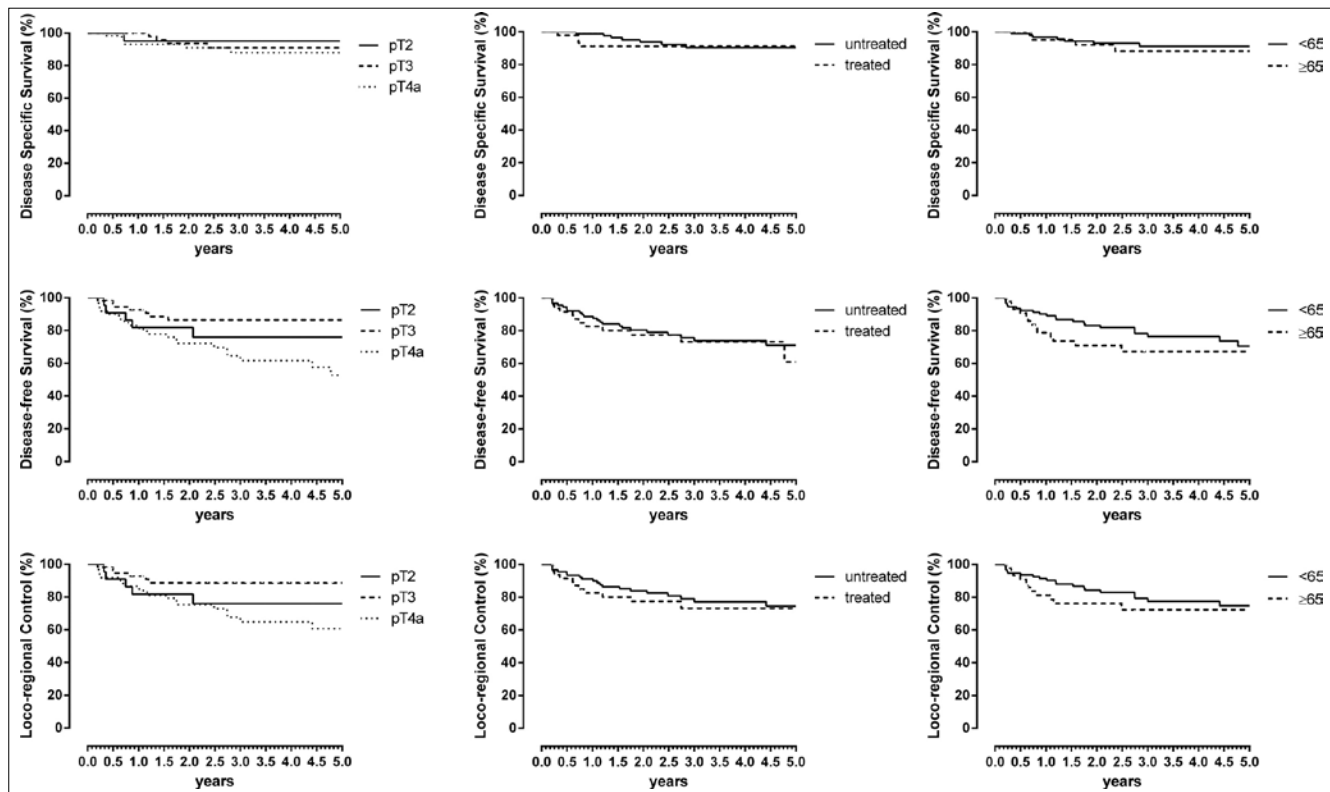 Disease Specific Survival (%)
100
80
60
40
20
0
pT2
pT3
pT4a
0.0 0.5 1.0 1.5 2.0 2.5 3.0 3.5 4.0 4.5 5.0
years
Disease Specific Survival (%)
100
80
60
40
20
0
untreated
treated
0.0 0.5 1.0 1.5 2.0 2.5 3.0 3.5 4.0 4.5 5.0
years
Disease Specific Survival (%)
100
80
60
40
20
0
<65
≥65
0.0 0.5 1.0 1.5 2.0 2.5 3.0 3.5 4.0 4.5 5.0
years
Disease-free Survival (%)
100
80
60
40
20
0
pT2
pT3
pT4a
0.0 0.5 1.0 1.5 2.0 2.5 3.0 3.5 4.0 4.5 5.0
years
Disease-free Survival (%)
100
80
60
40
20
0
untreated
treated
0.0 0.5 1.0 1.5 2.0 2.5 3.0 3.5 4.0 4.5 5.0
years
Disease-free Survival (%)
100
80
60
40
20
0
<65
≥65
0.0 0.5 1.0 1.5 2.0 2.5 3.0 3.5 4.0 4.5 5.0
years
Loco-regional Control (%)
100
80
60
40
20
0
pT2
pT3
pT4a
0.0 0.5 1.0 1.5 2.0 2.5 3.0 3.5 4.0 4.5 5.0
years
Loco-regional Control (%)
100
80
60
40
20
0
untreated
treated
0.0 0.5 1.0 1.5 2.0 2.5 3.0 3.5 4.0 4.5 5.0
years
Loco-regional Control (%)
100
80
60
40
20
0
<65
≥65
0.0 0.5 1.0 1.5 2.0 2.5 3.0 3.5 4.0 4.5 5.0
years